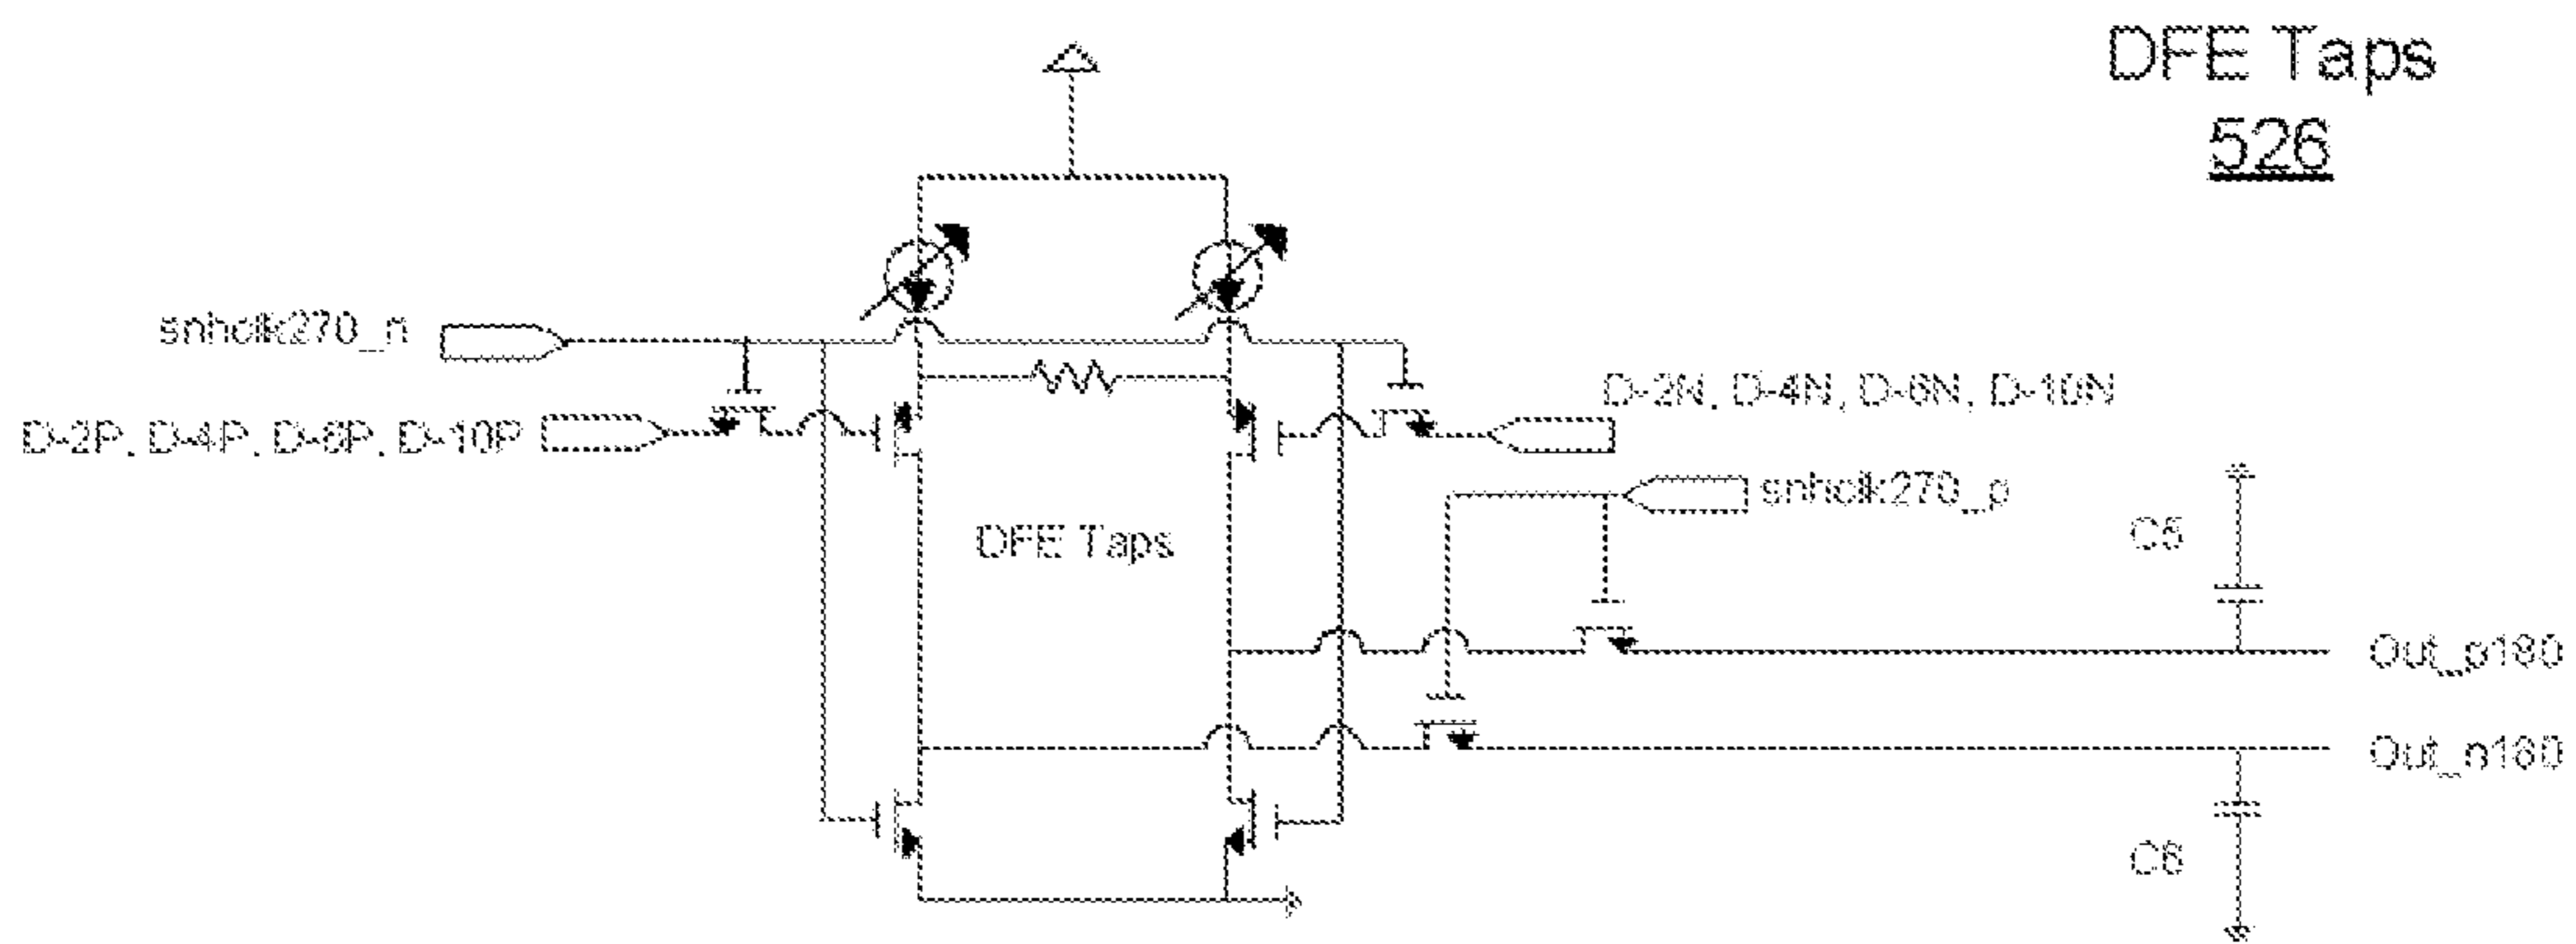 DFE Taps
526
snhclk270_n
D-2N, D-4N, D-6N, D-10N
D-2P, D-4P, D-6P, D-10P
snhclk270_p
DFE Taps
C5
Out_p180
Out_n180
C6